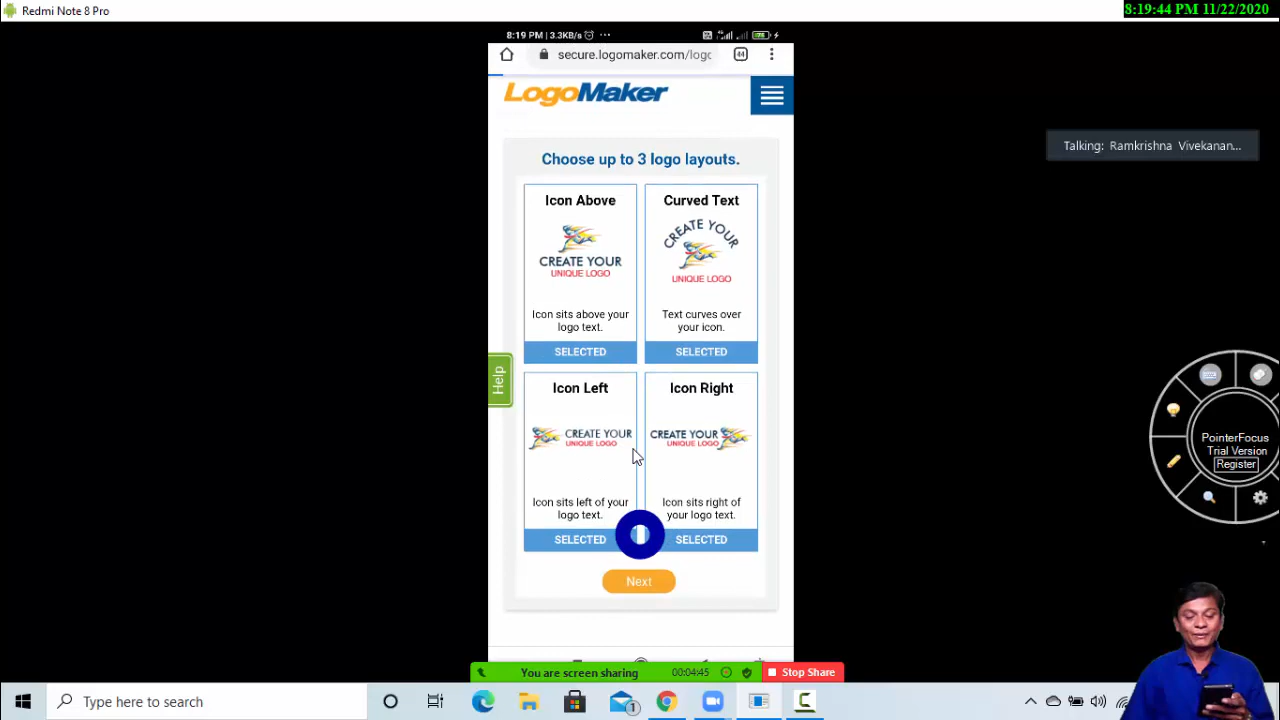 Redmi Note 8 Pro
8:19:44 PM 11/22/2020
8:19 PM | 3.3KB/s
secure.logomaker.com/logo
44
LogoMaker
Talking: Ramkrishna Vivekanan...
Choose up to 3 logo layouts.
Icon Above
Curved Text
CREATE YOUR
UNIQUE LOGO
CREATE YOUR
UNIQUE LOGO
Icon sits above your
logo text.
Text curves over
your icon.
SELECTED
SELECTED
Help
Icon Left
Icon Right
CREATE YOUR
UNIQUE LOGO
CREATE YOUR
UNIQUE LOGO
Icon sits left of your
logo text.
Icon sits right of
your logo text.
SELECTED
SELECTED
Next
PointerFocus
Trial Version
Register
You are screen sharing
00:04:45
Stop Share
Type here to search
1